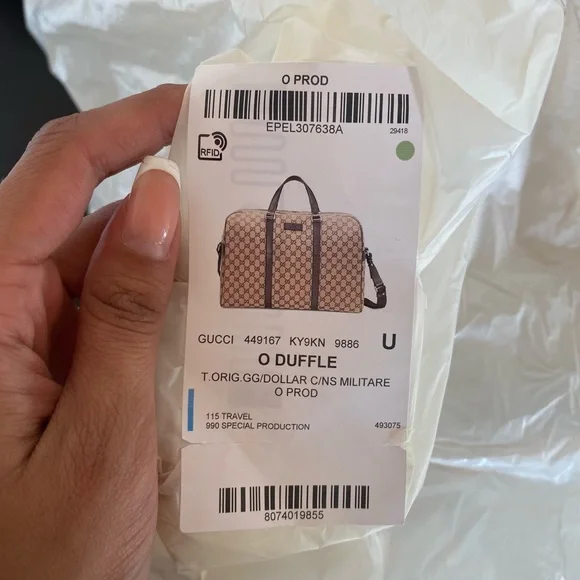 O PROD
EPEL307638A
29418
RFID
GUCCI 449167 KY9KN 9886 U
O DUFFLE
T.ORIG.GG/DOLLAR C/NS MILITARE
O PROD
115 TRAVEL
990 SPECIAL PRODUCTION
493075
8074019855